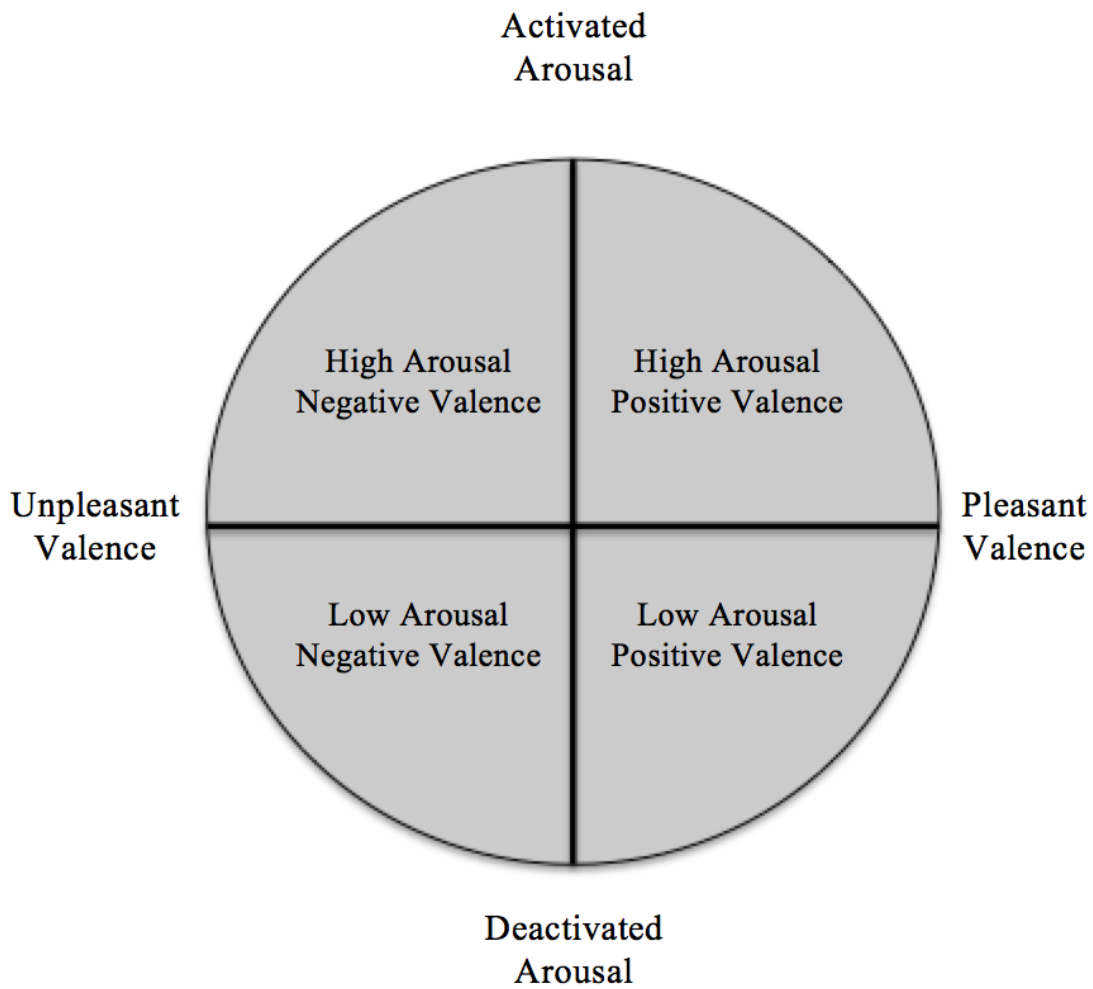 Activated
Arousal
High Arousal
Negative Valence
High Arousal
Positive Valence
Unpleasant
Valence
Pleasant
Valence
Low Arousal
Negative Valence
Low Arousal
Positive Valence
Deactivated
Arousal